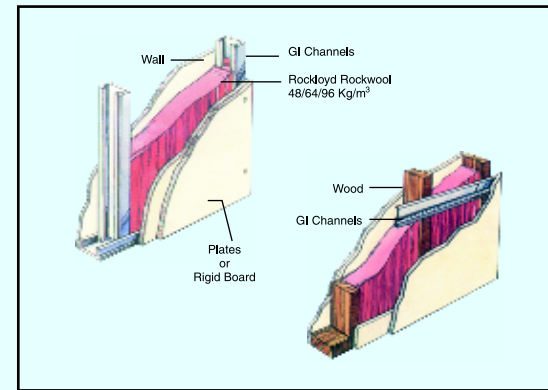 Wall
GI Channels
Rockloyd Rockwool
48/64/96 Kg/m³
Plates
or
Rigid Board
Wood
GI Channels